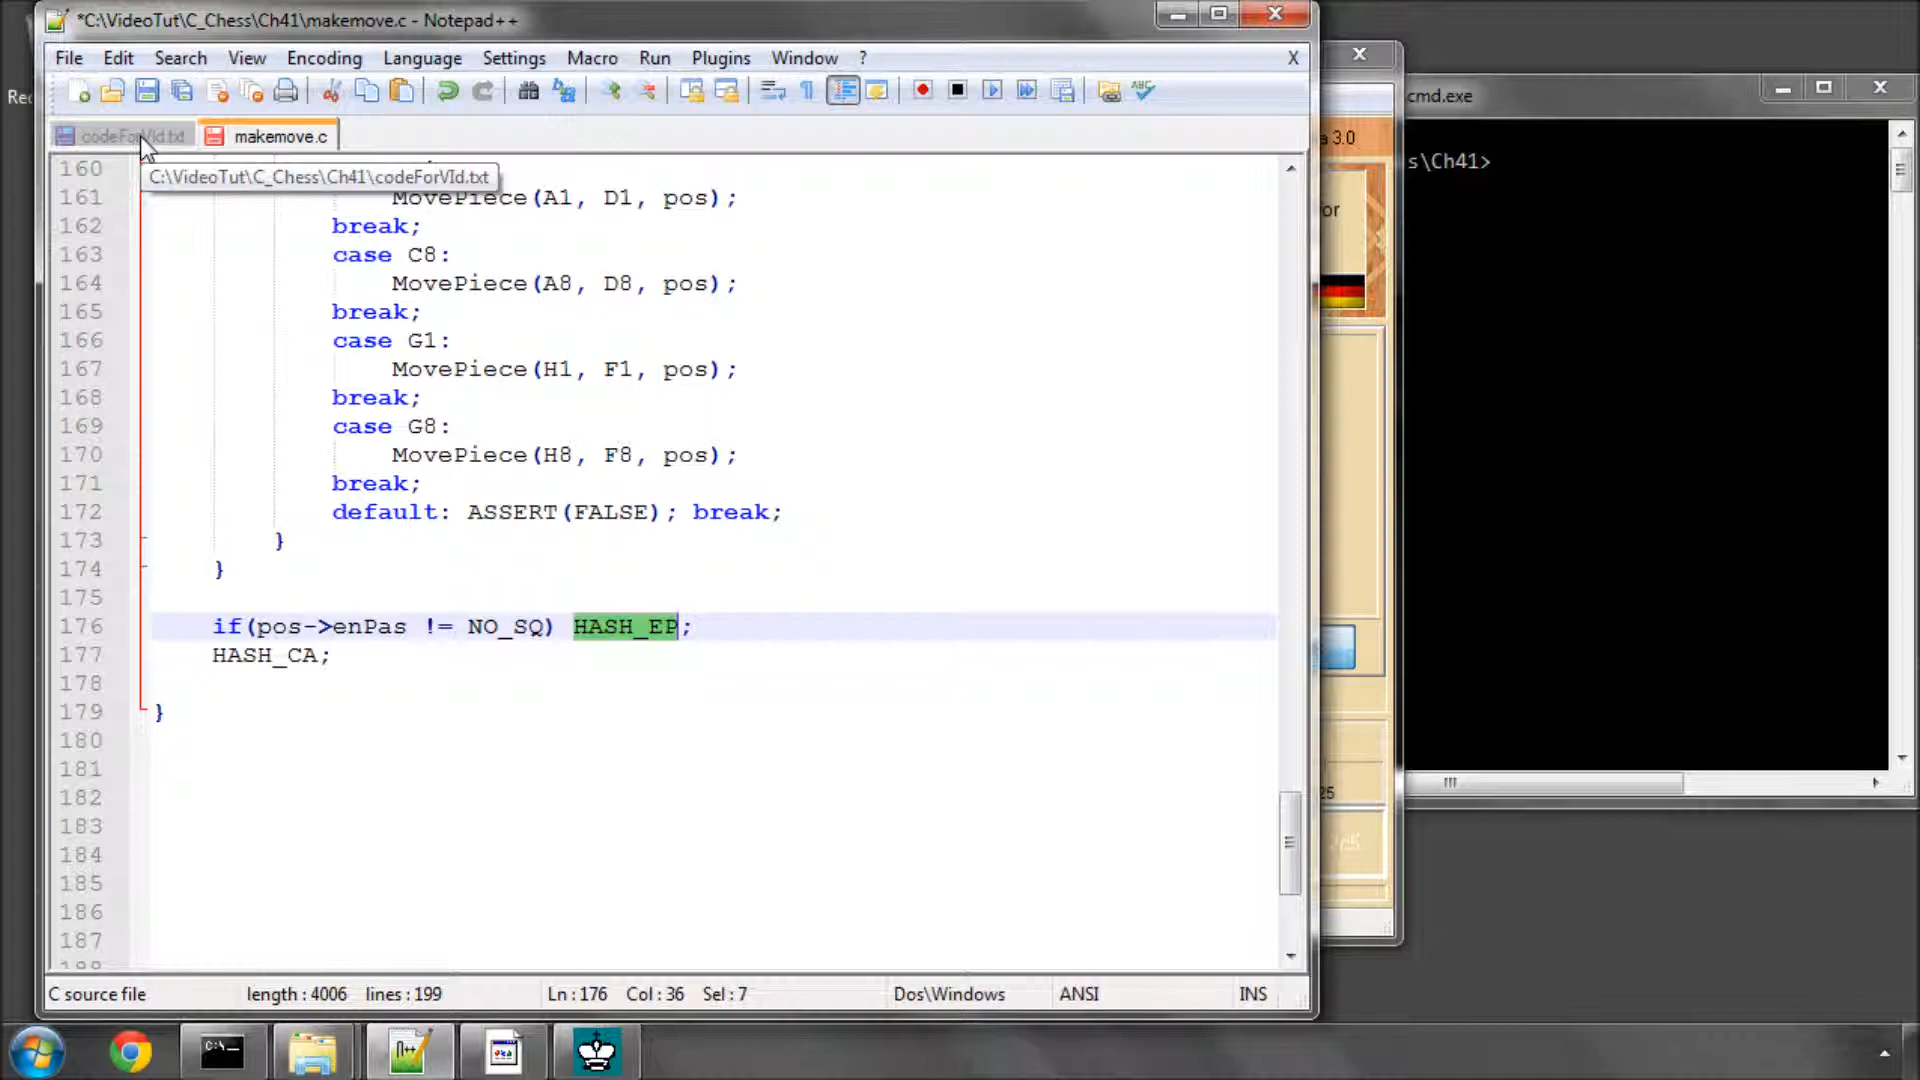 *C:\VideoTut\C_Chess\Ch41\makemove.c - Notepad++
File Edit Search View Encoding Language Settings Macro Run Plugins Window ? X
codeForVId.txt makemove.c
C:\VideoTut\C_Chess\Ch41\codeForVId.txt
160
161 MovePiece(A1, D1, pos);
162 break;
163 case C8:
164 MovePiece(A8, D8, pos);
165 break;
166 case G1:
167 MovePiece(H1, F1, pos);
168 break;
169 case G8:
170 MovePiece(H8, F8, pos);
171 break;
172 default: ASSERT(FALSE); break;
173 }
174 }
175
176 if(pos->enPas != NO_SQ) HASH_EP;
177 HASH_CA;
178
179 }
180
181
182
183
184
185
186
187
188
C source file length : 4006 lines : 199 Ln : 176 Col : 36 Sel : 7 Dos\Windows ANSI INS
Rec
a 3.0
for
25
cmd.exe
s\Ch41>
C:\